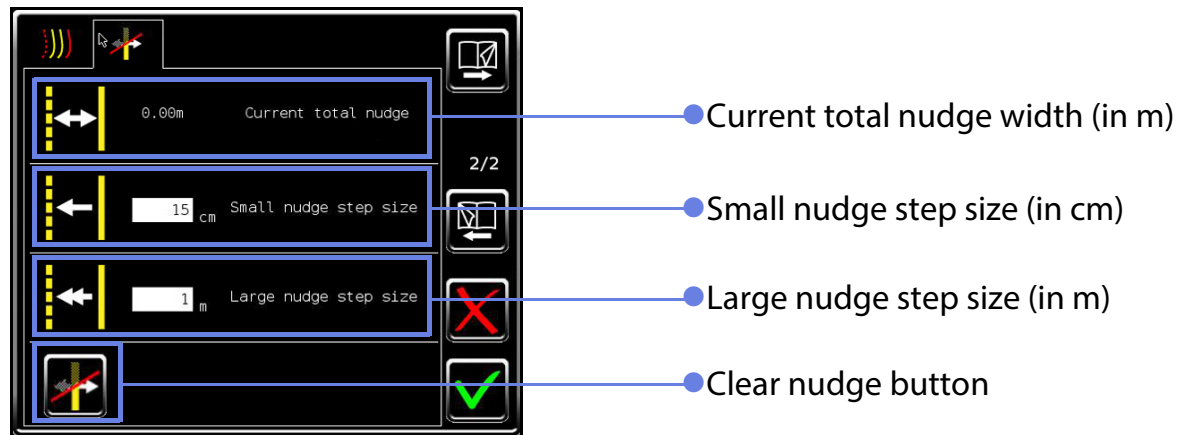 0.00m Current total nudge
Current total nudge width (in m)
2/2
15 cm Small nudge step size
Small nudge step size (in cm)
1 m Large nudge step size
Large nudge step size (in m)
Clear nudge button